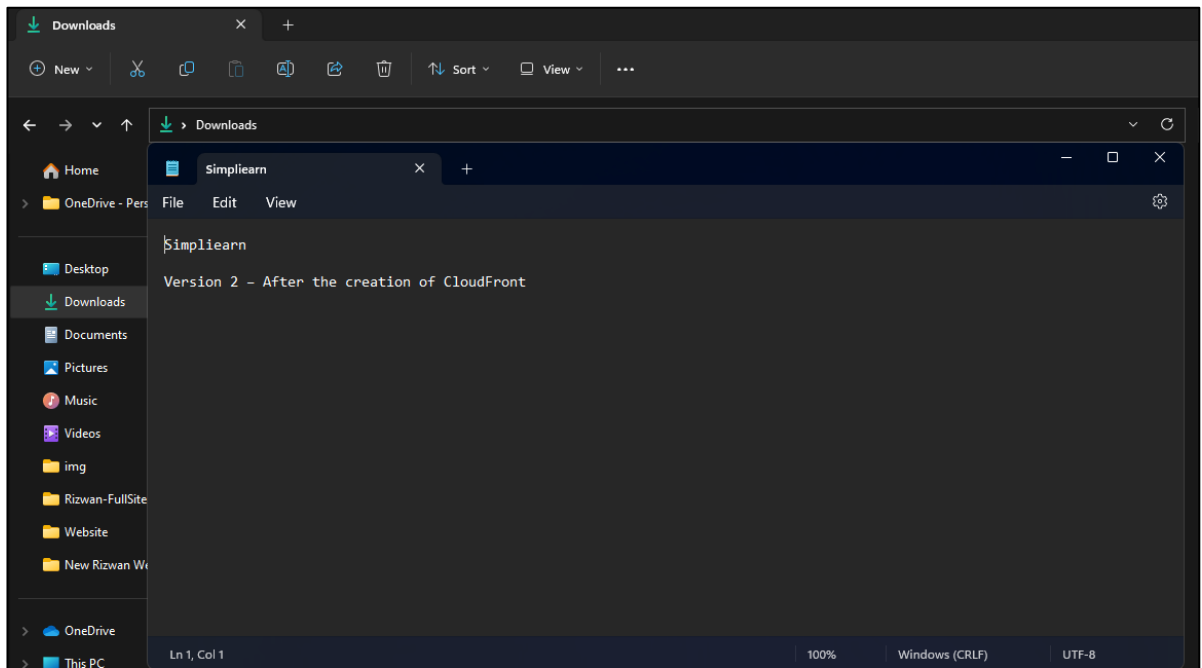 Downloads
New
Sort
View
Downloads
Home
OneDrive - Pers
Desktop
Downloads
Documents
Pictures
Music
Videos
img
Rizwan-FullSite
Website
New Rizwan We
OneDrive
This PC
Simpliearn
File Edit View
Simpliearn
Version 2 – After the creation of CloudFront
Ln 1, Col 1 100% Windows (CRLF) UTF-8